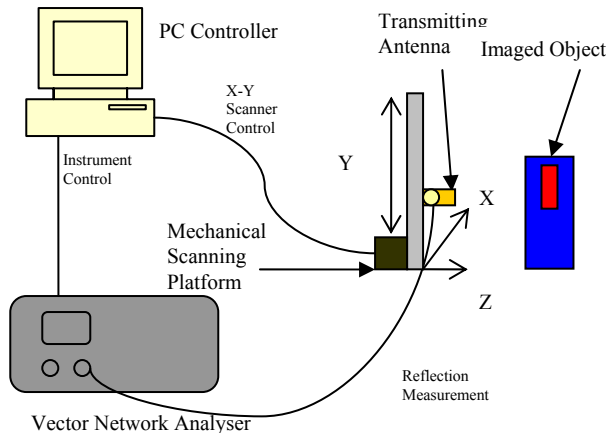 PC Controller
Transmitting
Antenna
Imaged Object
X-Y
Scanner
Control
Instrument
Control
Y
X
Mechanical
Scanning
Platform
Z
Reflection
Measurement
Vector Network Analyser